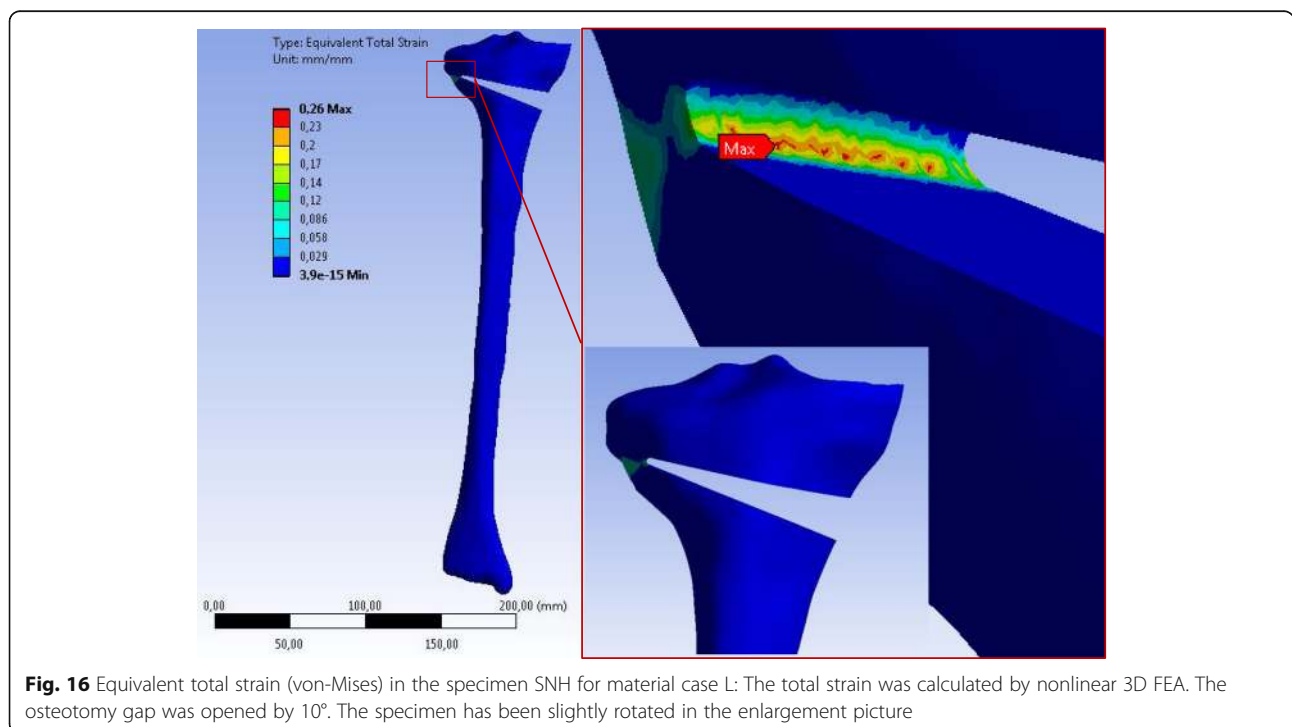 Type: Equivalent Total Strain
Unit: mm/mm
0,26 Max
0,23
0,2
0,17
0,14
0,12
0,086
0,058
0,029
3,9e-15 Min
Max
0,00 100,00 200,00 (mm)
50,00 150,00
Fig. 16 Equivalent total strain (von-Mises) in the specimen SNH for material case L: The total strain was calculated by nonlinear 3D FEA. The
osteotomy gap was opened by 10°. The specimen has been slightly rotated in the enlargement picture